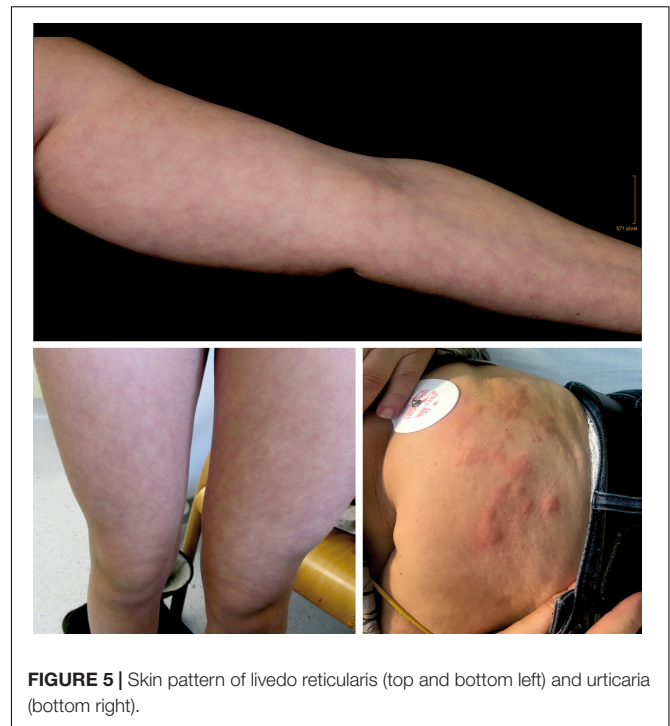 571 pixel
FIGURE 5 | Skin pattern of livedo reticularis (top and bottom left) and urticaria
(bottom right).